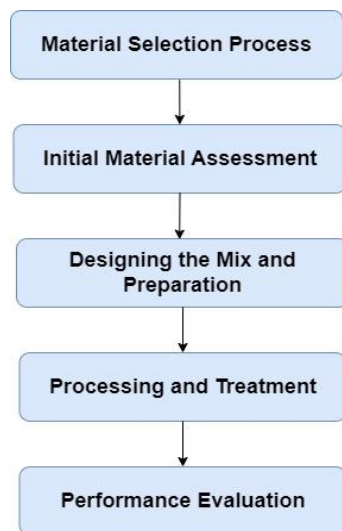 Material Selection Process
Initial Material Assessment
Designing the Mix and
Preparation
Processing and Treatment
Performance Evaluation